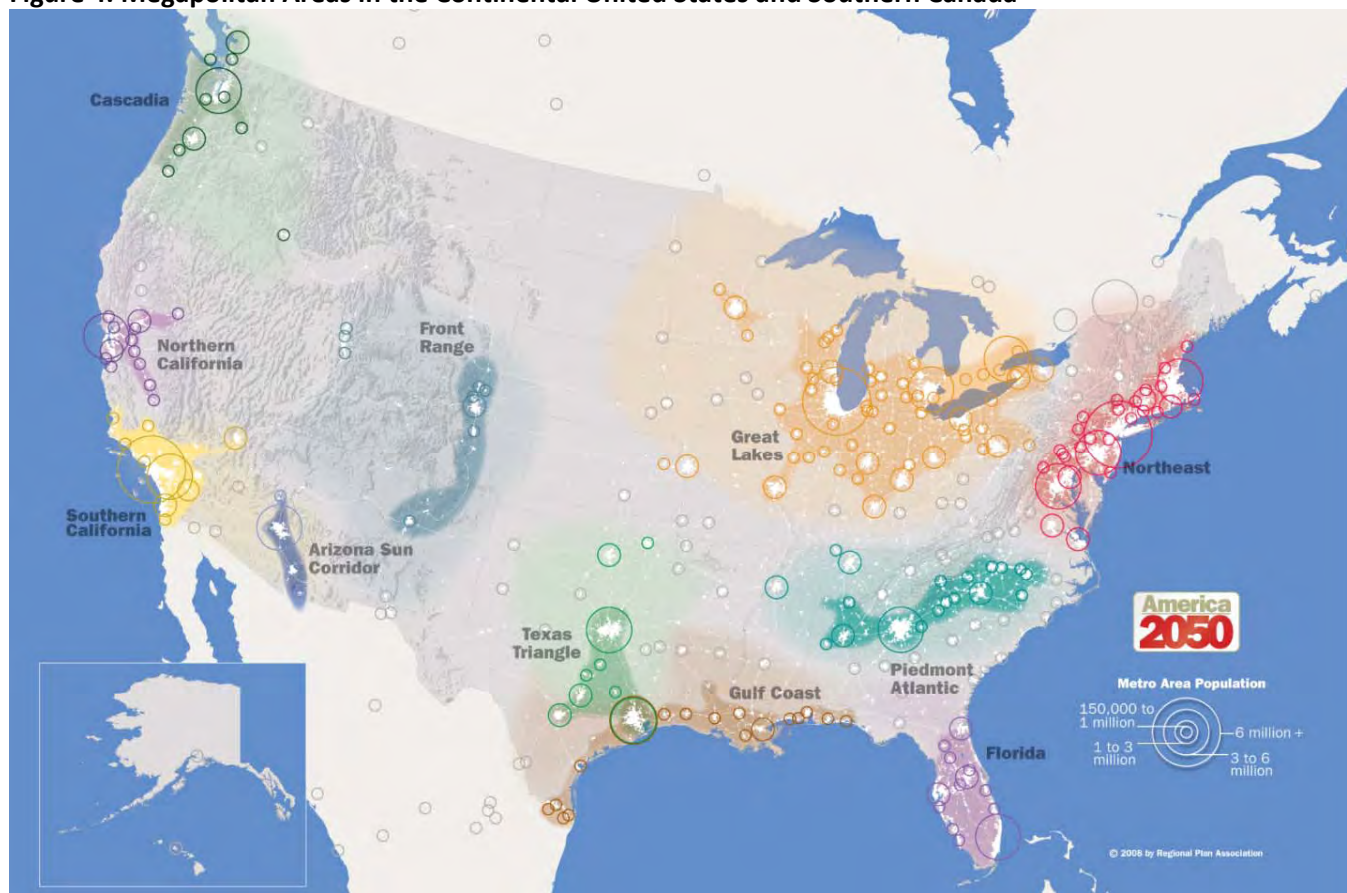 Figure 4. Megapolitan Areas in the Continental United States and Southern Canada
Cascadia
Northern
California
Front
Range
Great
Lakes
Northeast
Southern
California
Arizona Sun
Corridor
Texas
Triangle
Gulf Coast
Piedmont
Atlantic
Florida
America
2050
Metro Area Population
150,000 to
1 million
6 million +
1 to 3
million
3 to 6
million
© 2008 by Regional Plan Association